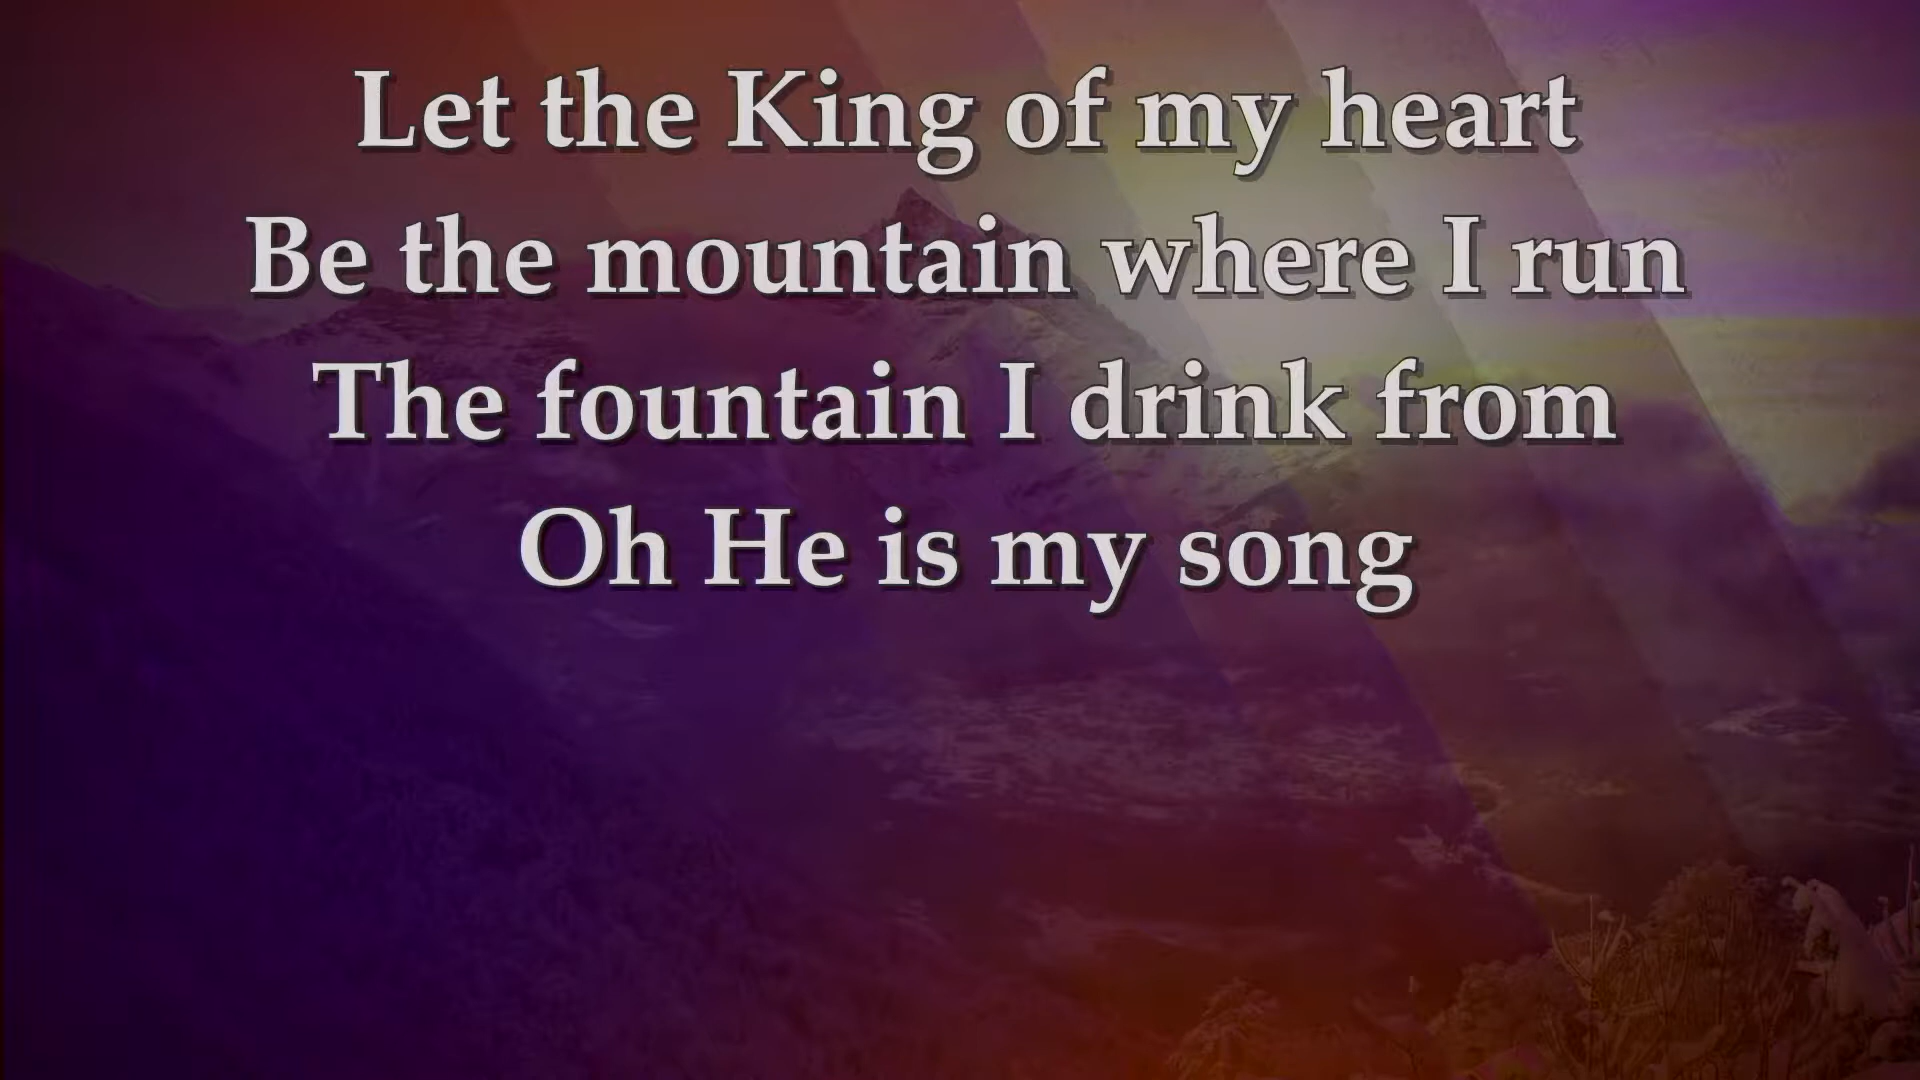 Let the King of my heart
Be the mountain where I run
The fountain I drink from
Oh He is my song